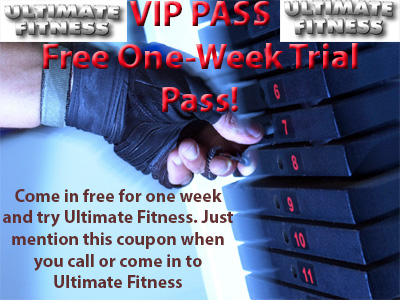 ULTIMATE
FITNESS
VIP PASS
ULTIMATE
FITNESS
Free One-Week Trial
Pass!
6
7
8
9
10
11
Come in free for one week
and try Ultimate Fitness. Just
mention this coupon when
you call or come in to
Ultimate Fitness